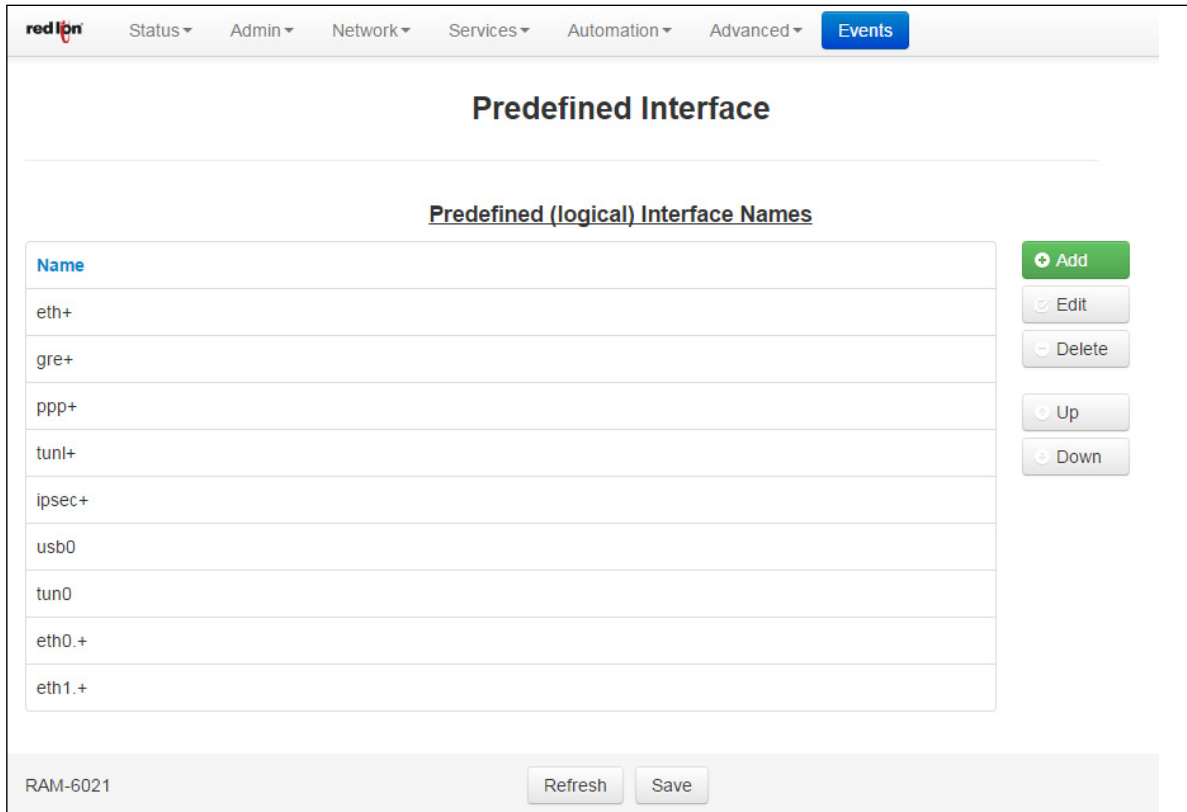 red lion Status Admin Network Services Automation Advanced Events
Predefined Interface
Predefined (logical) Interface Names
Name
eth+
gre+
ppp+
tunl+
ipsec+
usb0
tun0
eth0.+
eth1.+
Add
Edit
Delete
Up
Down
RAM-6021 Refresh Save